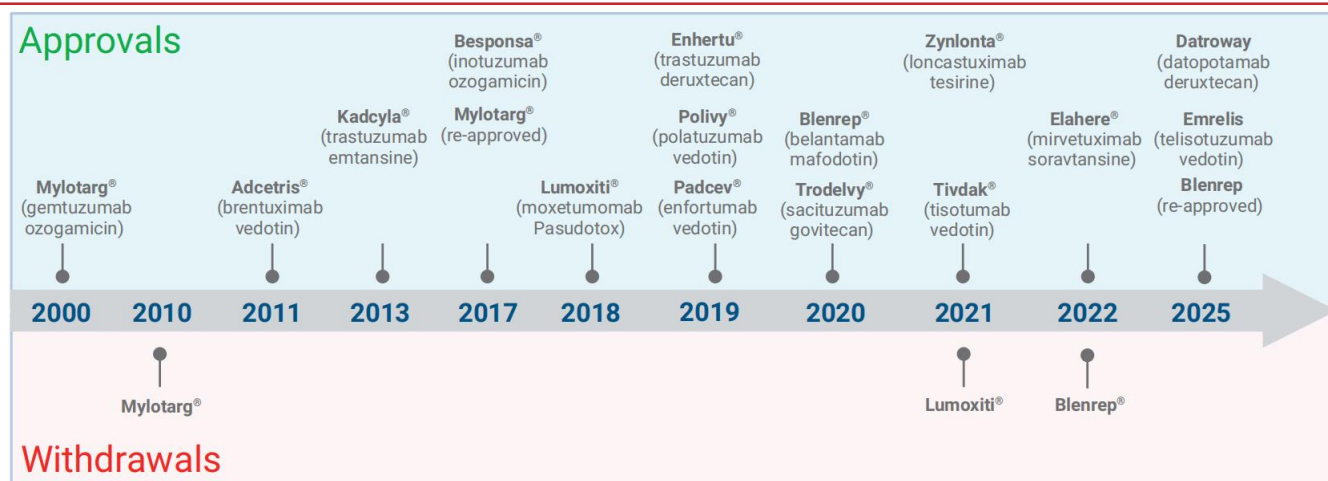 Approvals
Mylotarg®
(gemtuzumab
ozogamicin)
Adcetris®
(brentuximab
vedotin)
Kadcyla®
(trastuzumab
emtansine)
Besponsa®
(inotuzumab
ozogamicin)
Mylotarg®
(re-approved)
Lumoxiti®
(moxetumomab
Pasudotox)
Enhertu®
(trastuzumab
deruxtecan)
Polivy®
(polatuzumab
vedotin)
Padcev®
(enfortumab
vedotin)
Blenrep®
(belantamab
mafodotin)
Trodelvy®
(sacituzumab
govitecan)
Zynlonta®
(loncastuximab
tesirine)
Tivdak®
(tisotumab
vedotin)
Elahere®
(mirvetuximab
soravtansine)
Datroway
(datopotamab
deruxtecan)
Emrelis
(telisotuzumab
vedotin)
Blenrep
(re-approved)
2000 2010 2011 2013 2017 2018 2019 2020 2021 2022 2025
Mylotarg®
Lumoxiti®
Blenrep®
Withdrawals